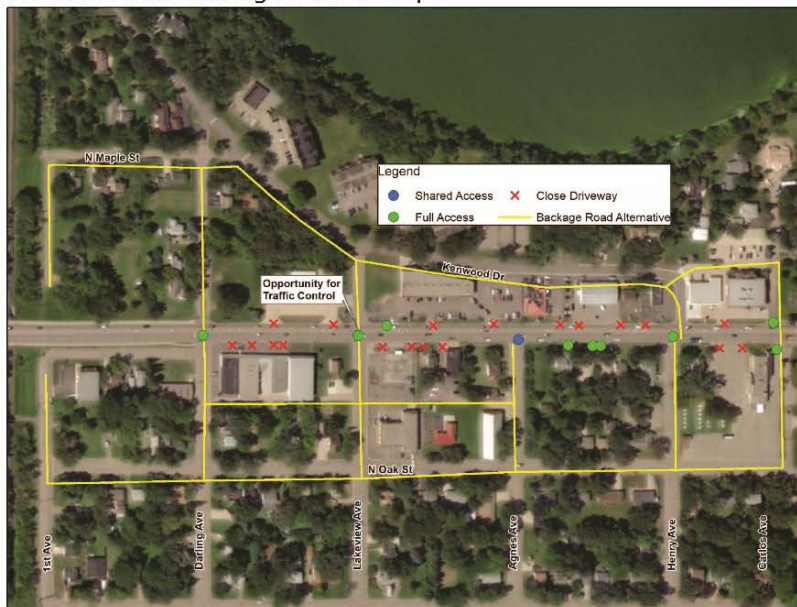 N Maple St
Legend
Shared Access
Close Driveway
Full Access
Backage Road Alternative
Kenwood Dr
Opportunity for
Traffic Control
N Oak St
1st Ave
Darling Ave
Lakeview Ave
Agnes Ave
Henry Ave
Carlos Ave